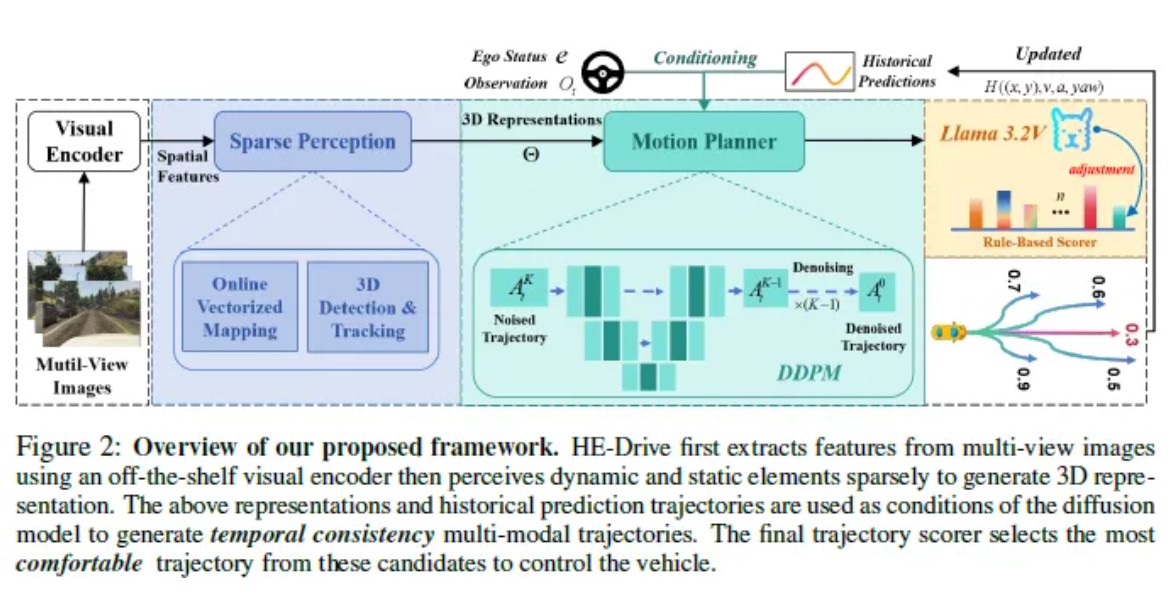 Ego Status e
Observation O_t
Conditioning
Historical
Predictions
Updated
H((x, y), v, a, yaw)
Visual
Encoder
Spatial
Features
Sparse Perception
3D Representations
Θ
Motion Planner
Llama 3.2V
adjustment
n
...
Rule-Based Scorer
Online
Vectorized
Mapping
3D
Detection &
Tracking
A_t^K
Noised
Trajectory
A_t^{K-1}
Denoising
×(K−1)
A_t^0
Denoised
Trajectory
DDPM
0.7
0.6
0.3
0.5
0.9
Mutil-View
Images
Figure 2: Overview of our proposed framework. HE-Drive first extracts features from multi-view images
using an off-the-shelf visual encoder then perceives dynamic and static elements sparsely to generate 3D repre-
sentation. The above representations and historical prediction trajectories are used as conditions of the diffusion
model to generate temporal consistency multi-modal trajectories. The final trajectory scorer selects the most
comfortable trajectory from these candidates to control the vehicle.